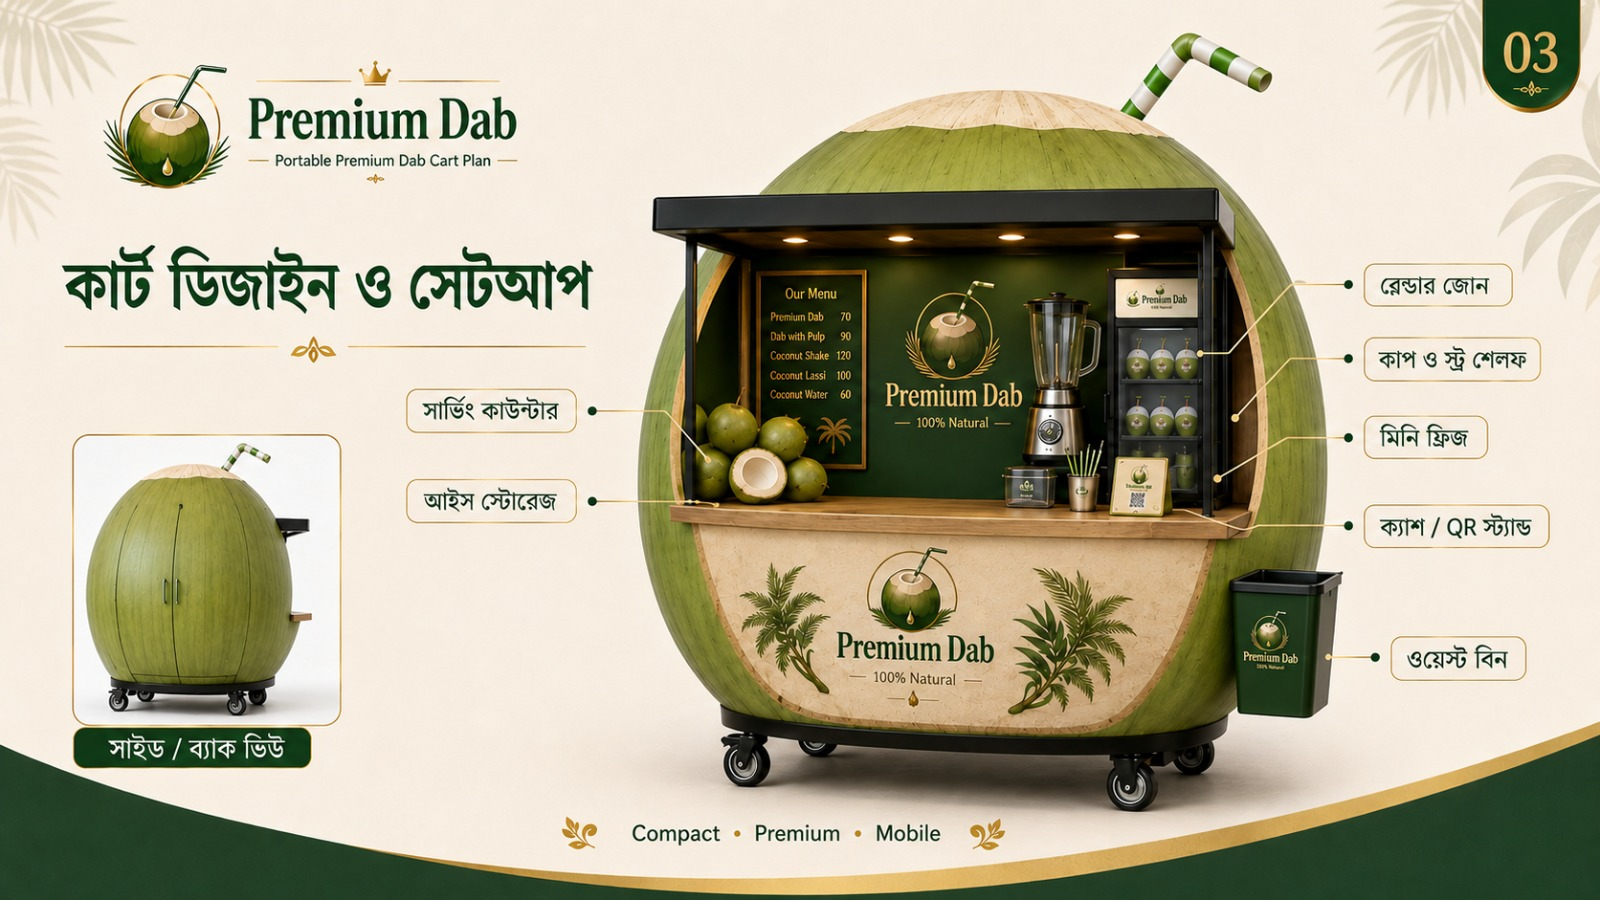 03
Premium Dab
Portable Premium Dab Cart Plan
কার্ট ডিজাইন ও সেটআপ
সার্ভিং কাউন্টার
আইস স্টোরেজ
সাইড / ব্যাক ভিউ
Our Menu
Premium Dab 70
Dab with Pulp 90
Coconut Shake 120
Coconut Lassi 100
Coconut Water 60
Premium Dab
100% Natural
Premium Dab
Premium Dab
100% Natural
ব্লেন্ডার জোন
কাপ ও স্ট্র শেলফ
মিনি ফ্রিজ
ক্যাশ / QR স্ট্যান্ড
ওয়েস্ট বিন
Premium Dab
100% Natural
Compact • Premium • Mobile